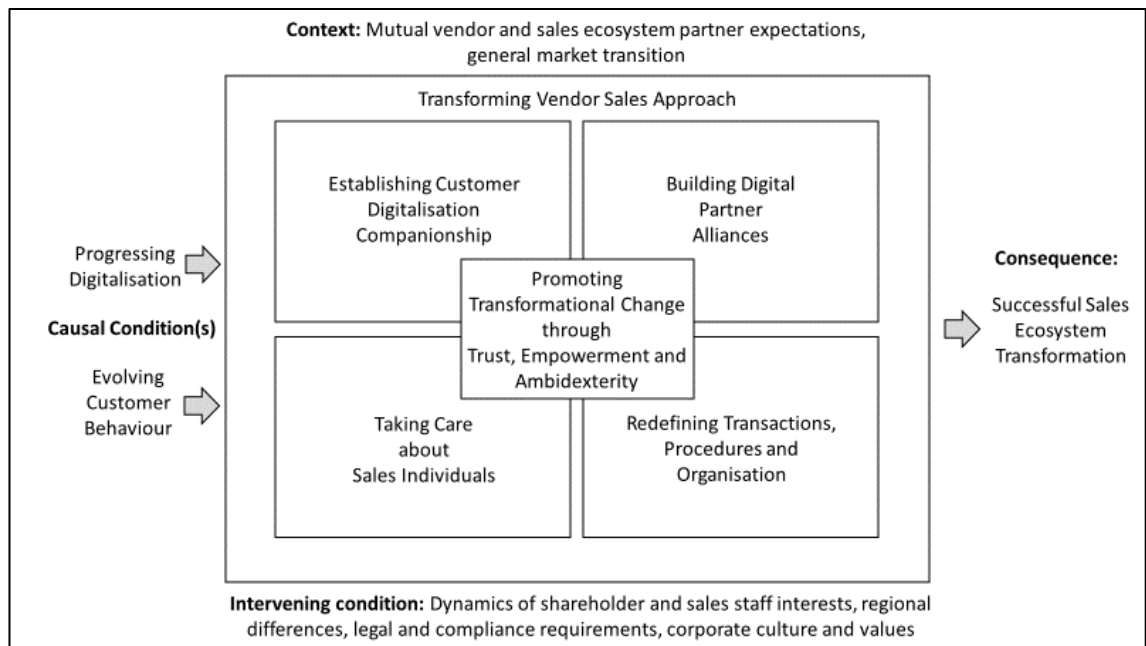 Context: Mutual vendor and sales ecosystem partner expectations,
general market transition
Transforming Vendor Sales Approach
Establishing Customer
Digitalisation
Companionship
Building Digital
Partner
Alliances
Progressing
Digitalisation
Causal Condition(s)
Evolving
Customer
Behaviour
Promoting
Transformational Change
through
Trust, Empowerment and
Ambidexterity
Taking Care
about
Sales Individuals
Redefining Transactions,
Procedures and
Organisation
Consequence:
Successful Sales
Ecosystem
Transformation
Intervening condition: Dynamics of shareholder and sales staff interests, regional
differences, legal and compliance requirements, corporate culture and values